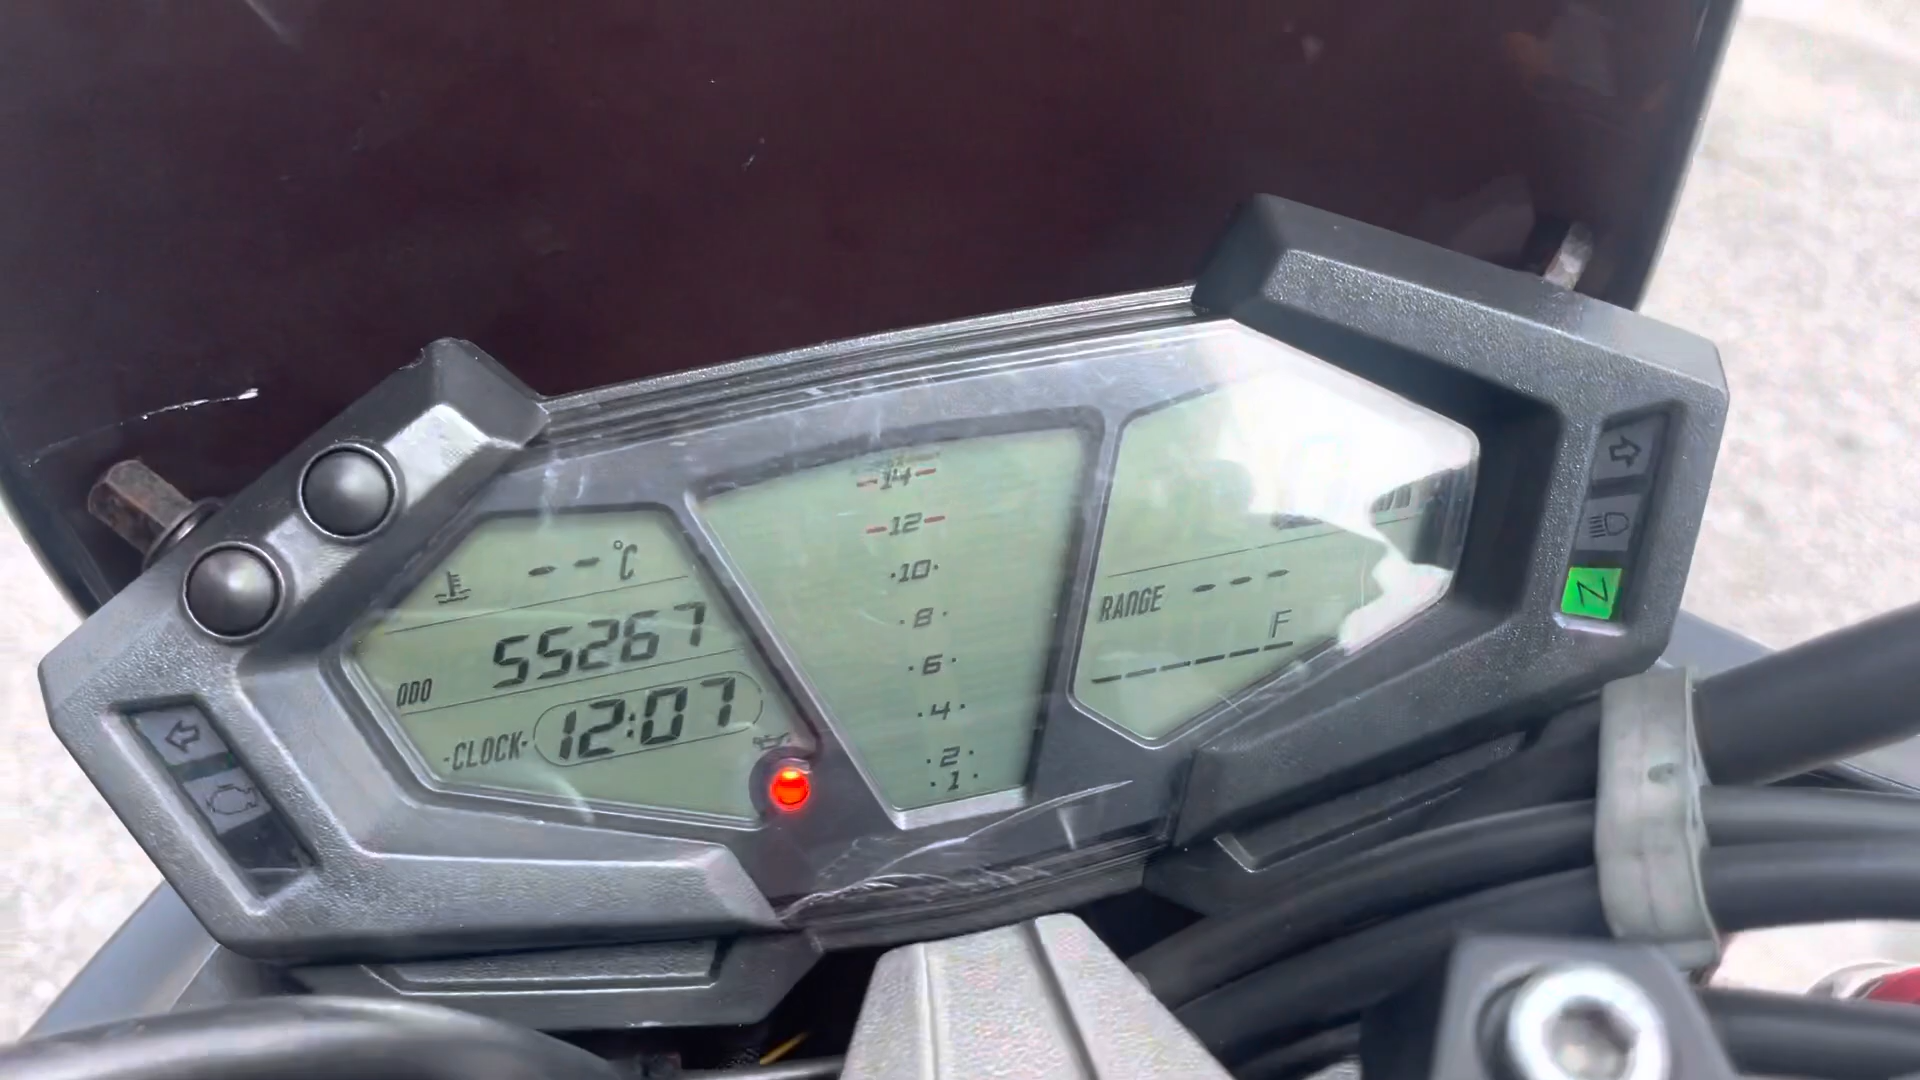 --°C
ODO 55267
·CLOCK· 12:07
14
12
·10·
·8·
·6·
·4·
·2·
·1·
RANGE ---
F
N